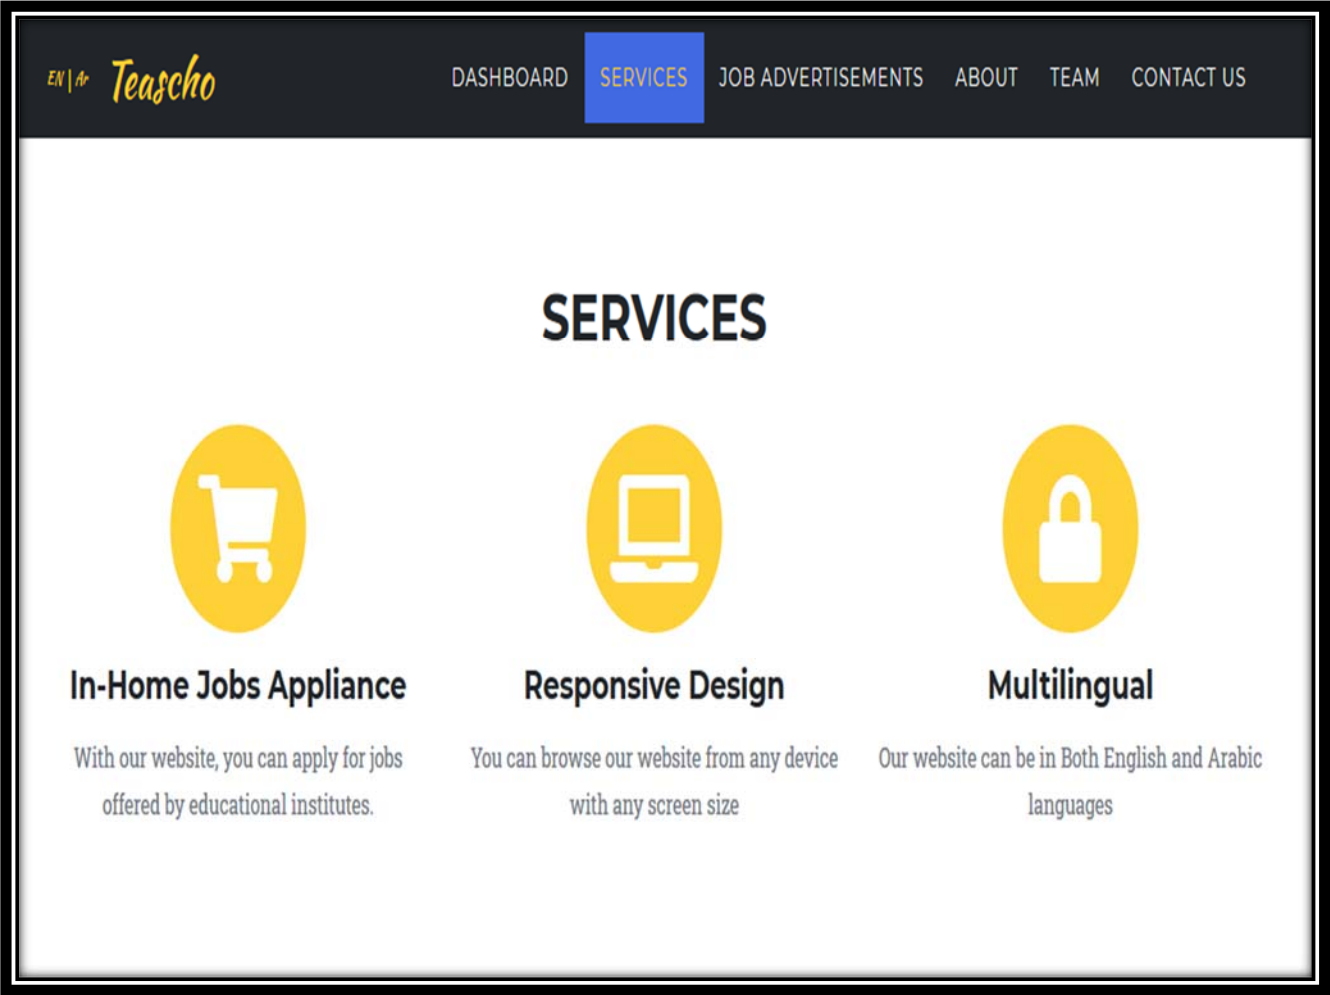 EN | Ar Teascho DASHBOARD SERVICES JOB ADVERTISEMENTS ABOUT TEAM CONTACT US
SERVICES
In-Home Jobs Appliance
With our website, you can apply for jobs
offered by educational institutes.
Responsive Design
You can browse our website from any device
with any screen size
Multilingual
Our website can be in Both English and Arabic
languages